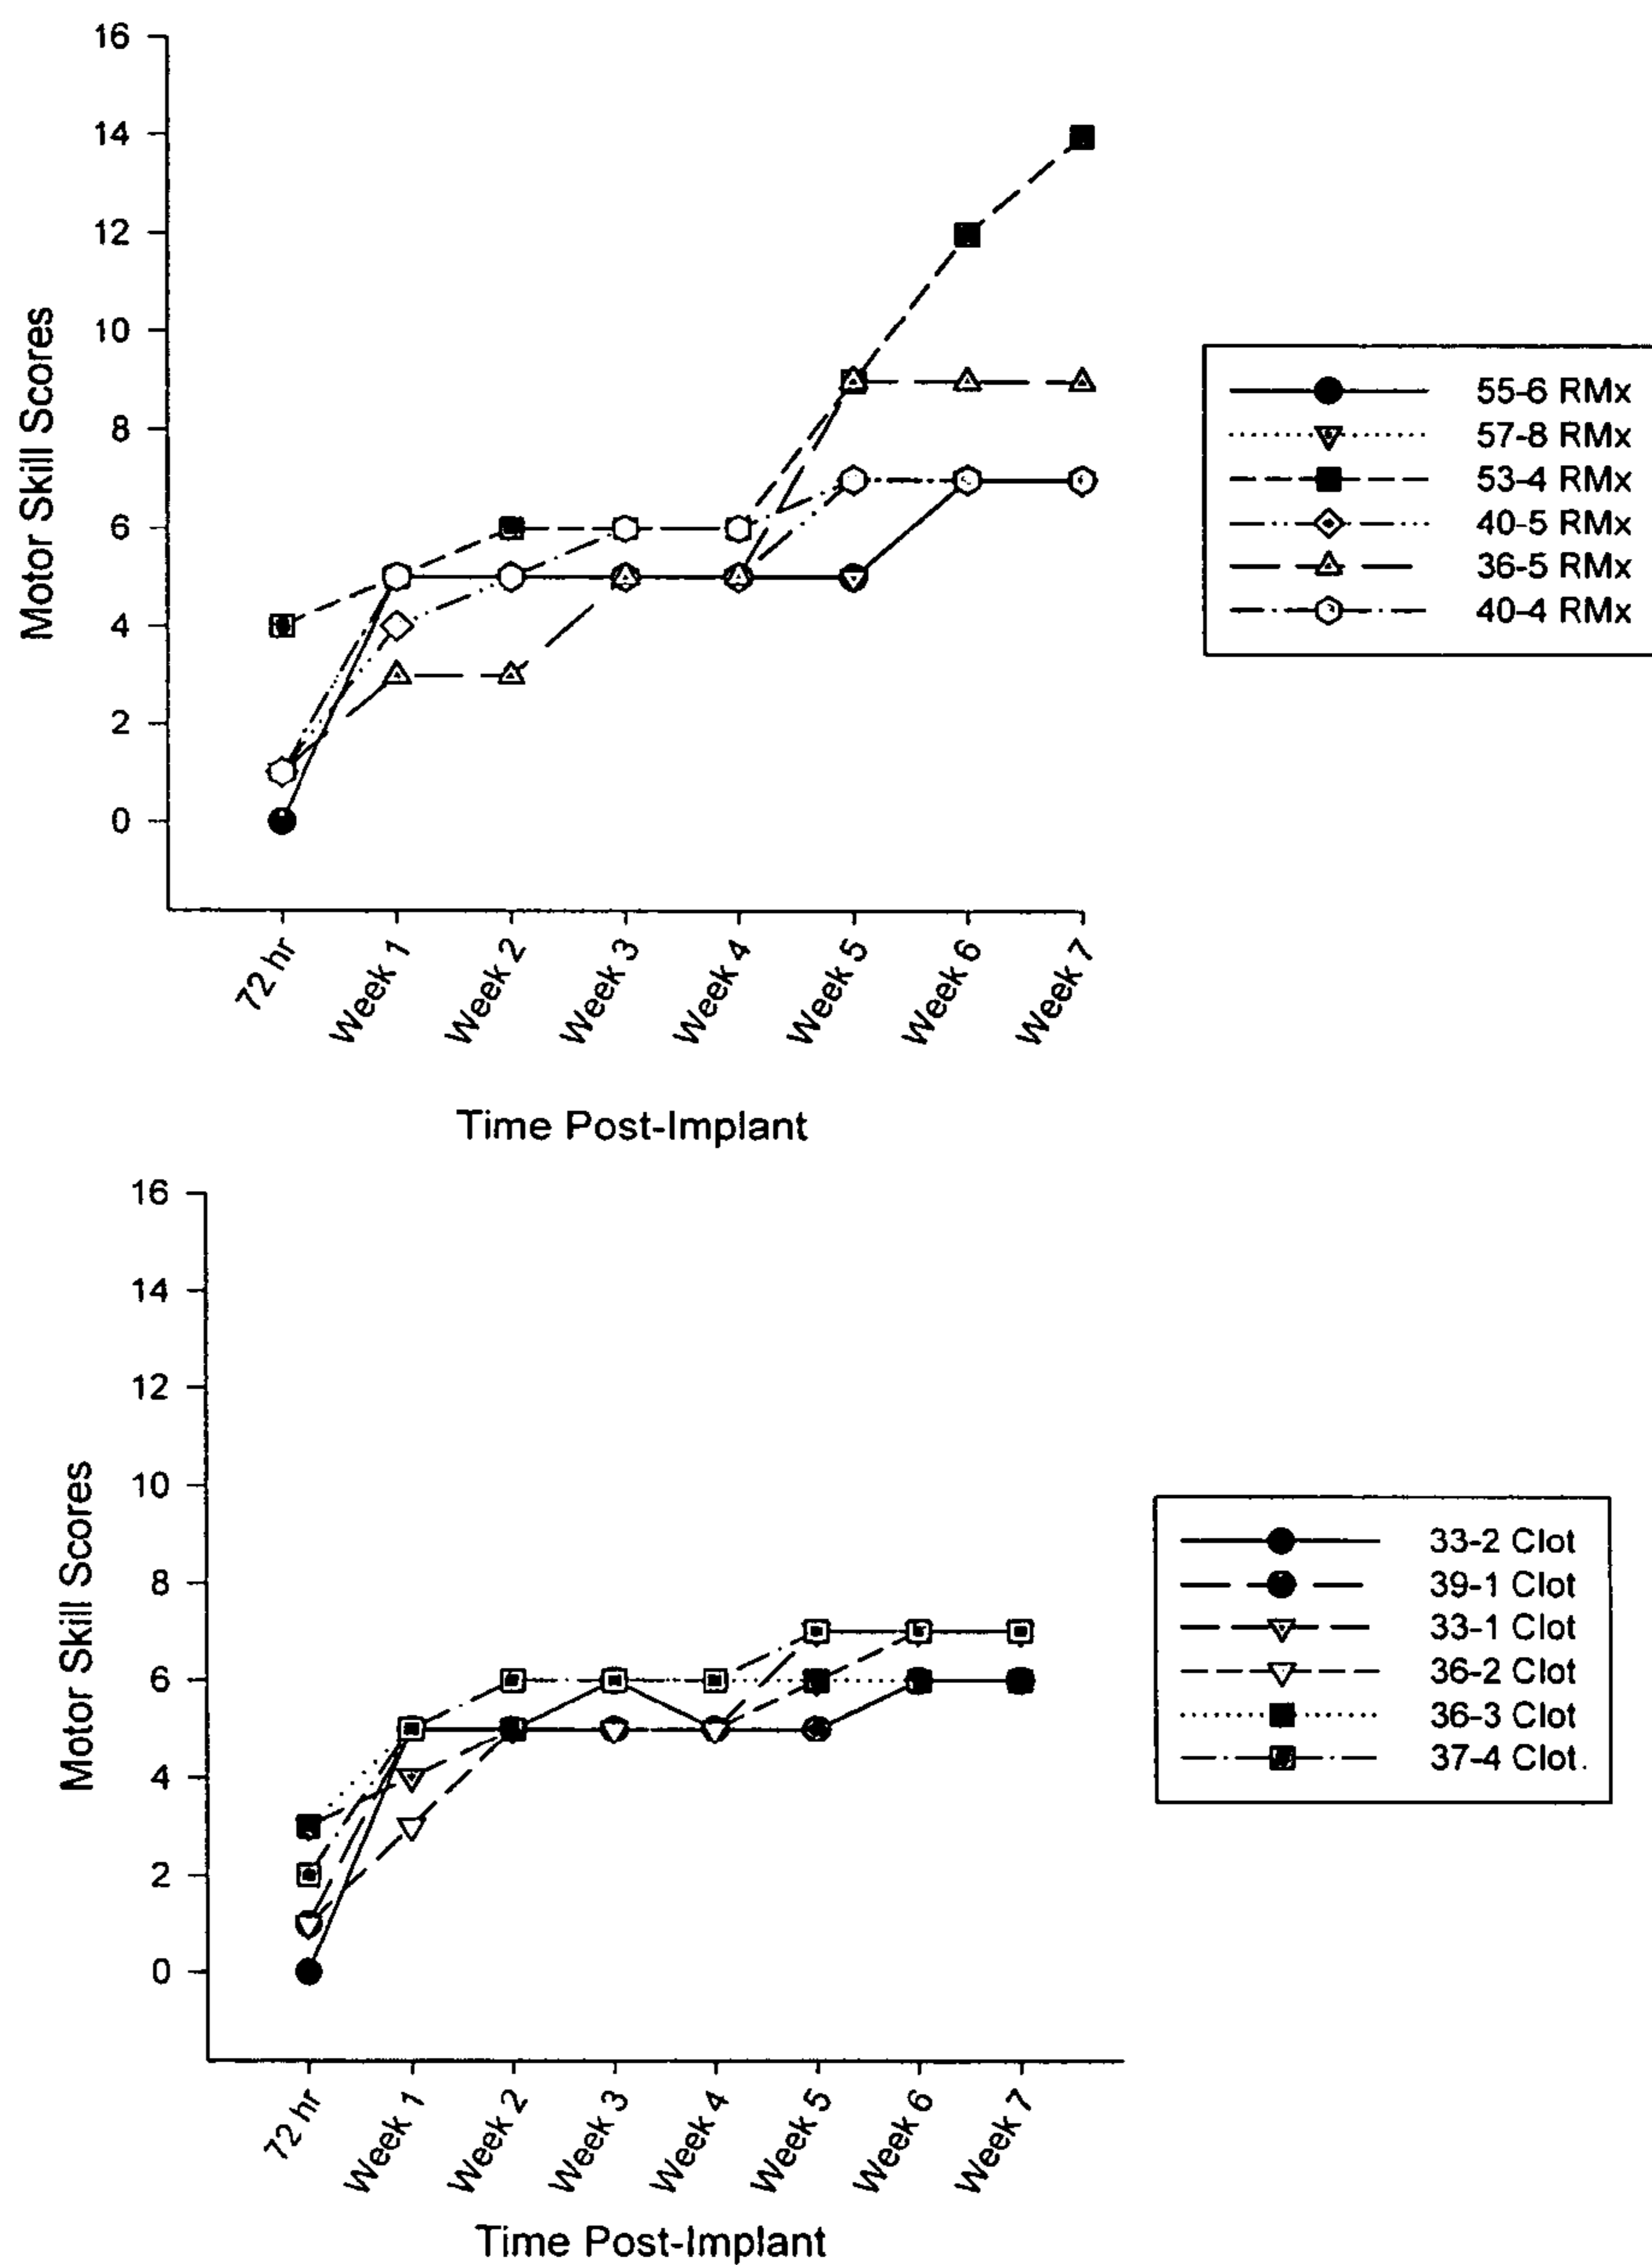 16
14
12
10
8
6
4
2
0
Motor Skill Scores
72 hr
Week 1
Week 2
Week 3
Week 4
Week 5
Week 6
Week 7
Time Post-Implant
55-6 RMx
57-8 RMx
53-4 RMx
40-5 RMx
36-5 RMx
40-4 RMx
16
14
12
10
8
6
4
2
0
Motor Skill Scores
72 hr
Week 1
Week 2
Week 3
Week 4
Week 5
Week 6
Week 7
Time Post-Implant
33-2 Clot
39-1 Clot
33-1 Clot
36-2 Clot
36-3 Clot
37-4 Clot